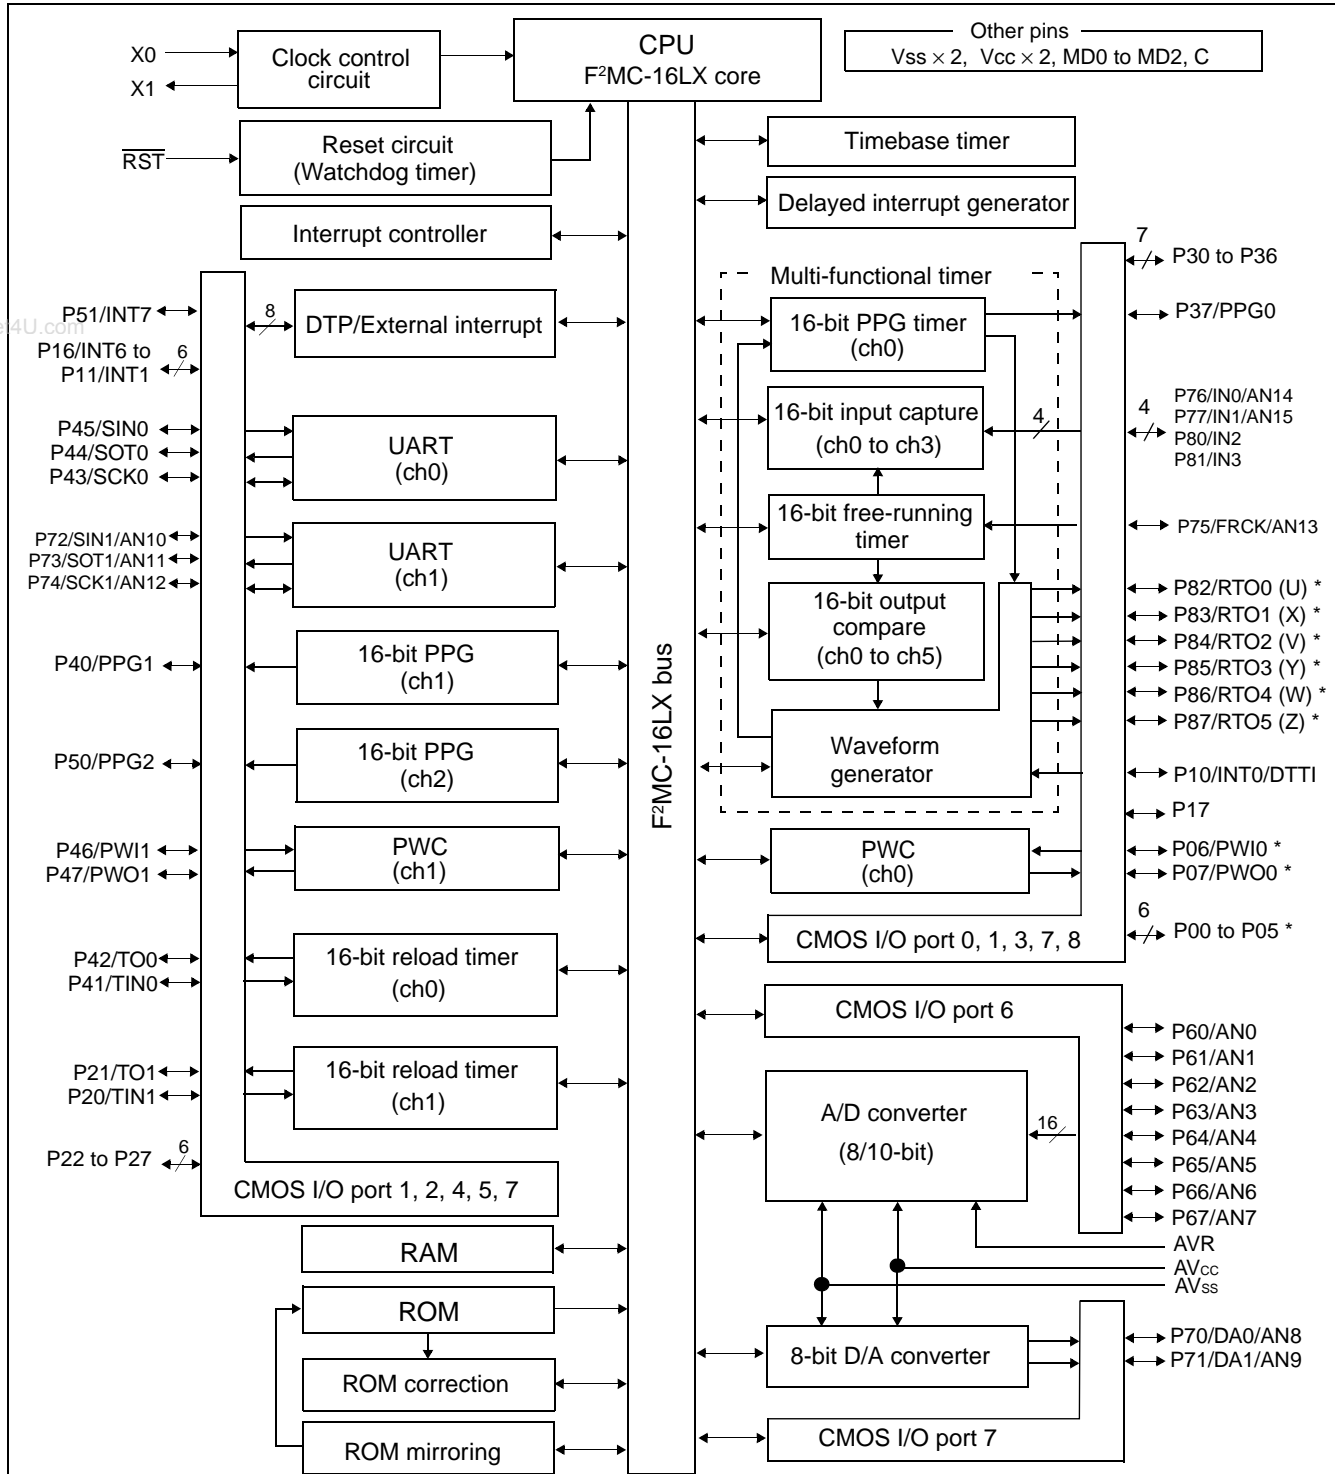 X0
X1
Clock control
circuit
CPU
F²MC-16LX core
Other pins
Vss × 2, Vcc × 2, MD0 to MD2, C
RST
Reset circuit
(Watchdog timer)
Interrupt controller
Timebase timer
Delayed interrupt generator
F²MC-16LX bus
et4U.com
P51/INT7
P16/INT6 to
P11/INT1
6
8
DTP/External interrupt
P45/SIN0
P44/SOT0
P43/SCK0
UART
(ch0)
P72/SIN1/AN10
P73/SOT1/AN11
P74/SCK1/AN12
UART
(ch1)
P40/PPG1
16-bit PPG
(ch1)
P50/PPG2
16-bit PPG
(ch2)
P46/PWI1
P47/PWO1
PWC
(ch1)
P42/TO0
P41/TIN0
16-bit reload timer
(ch0)
P21/TO1
P20/TIN1
16-bit reload timer
(ch1)
P22 to P27
6
CMOS I/O port 1, 2, 4, 5, 7
RAM
ROM
ROM correction
ROM mirroring
Multi-functional timer
16-bit PPG timer
(ch0)
16-bit input capture
(ch0 to ch3)
4
16-bit free-running
timer
16-bit output
compare
(ch0 to ch5)
Waveform
generator
PWC
(ch0)
CMOS I/O port 0, 1, 3, 7, 8
7
P30 to P36
P37/PPG0
4
P76/IN0/AN14
P77/IN1/AN15
P80/IN2
P81/IN3
P75/FRCK/AN13
P82/RTO0 (U) *
P83/RTO1 (X) *
P84/RTO2 (V) *
P85/RTO3 (Y) *
P86/RTO4 (W) *
P87/RTO5 (Z) *
P10/INT0/DTTI
P17
P06/PWI0 *
P07/PWO0 *
6
P00 to P05 *
CMOS I/O port 6
A/D converter
(8/10-bit)
16
P60/AN0
P61/AN1
P62/AN2
P63/AN3
P64/AN4
P65/AN5
P66/AN6
P67/AN7
AVR
AVcc
AVss
8-bit D/A converter
P70/DA0/AN8
P71/DA1/AN9
CMOS I/O port 7